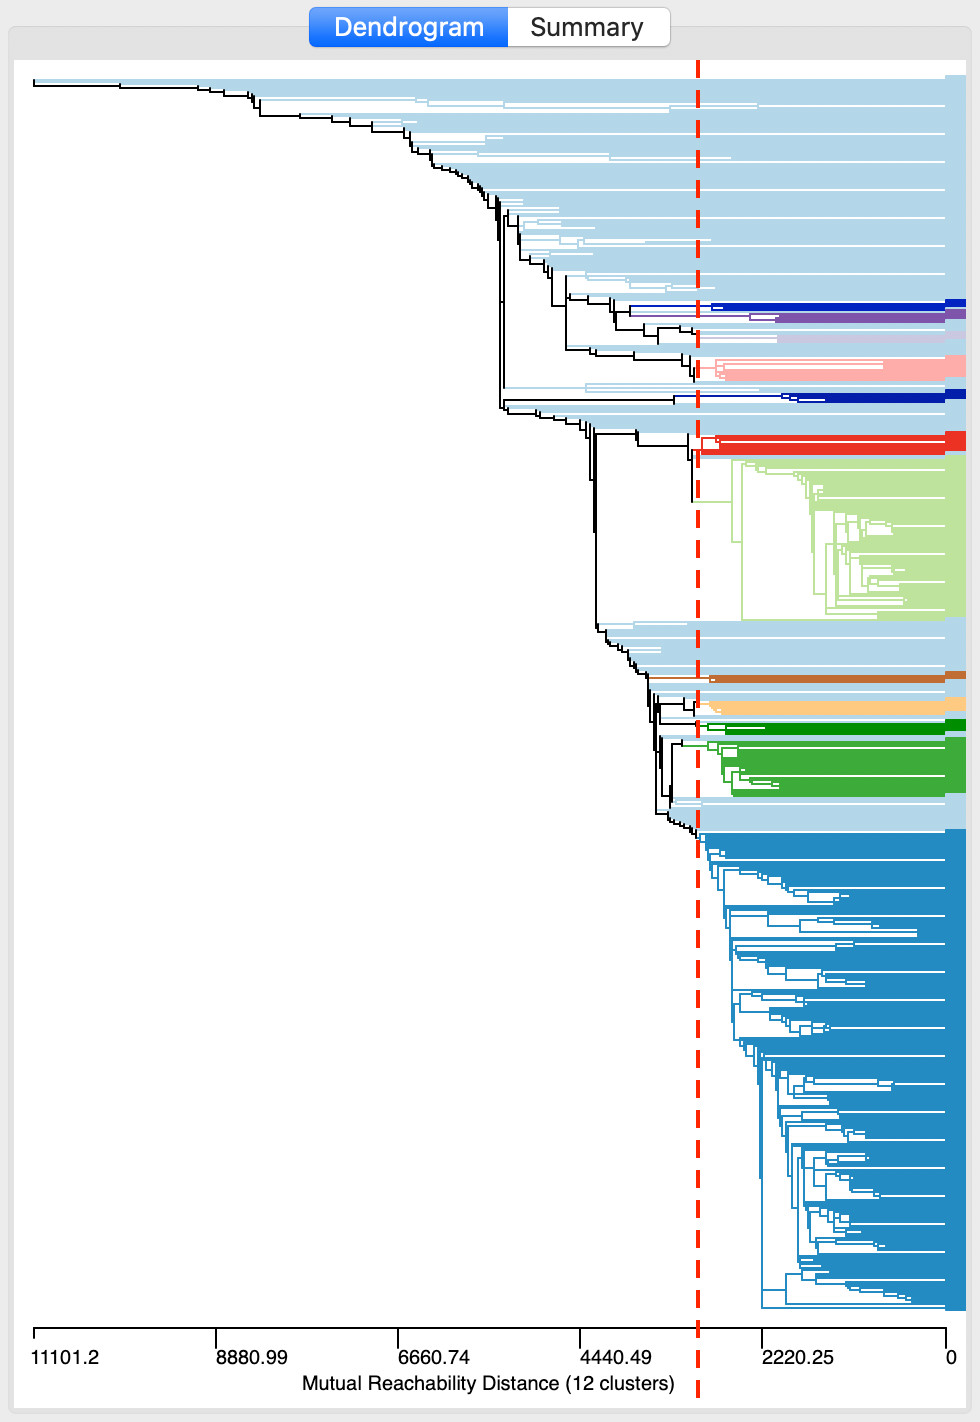 Dendrogram Summary
11101.2 8880.99 6660.74 4440.49 2220.25 0
Mutual Reachability Distance (12 clusters)